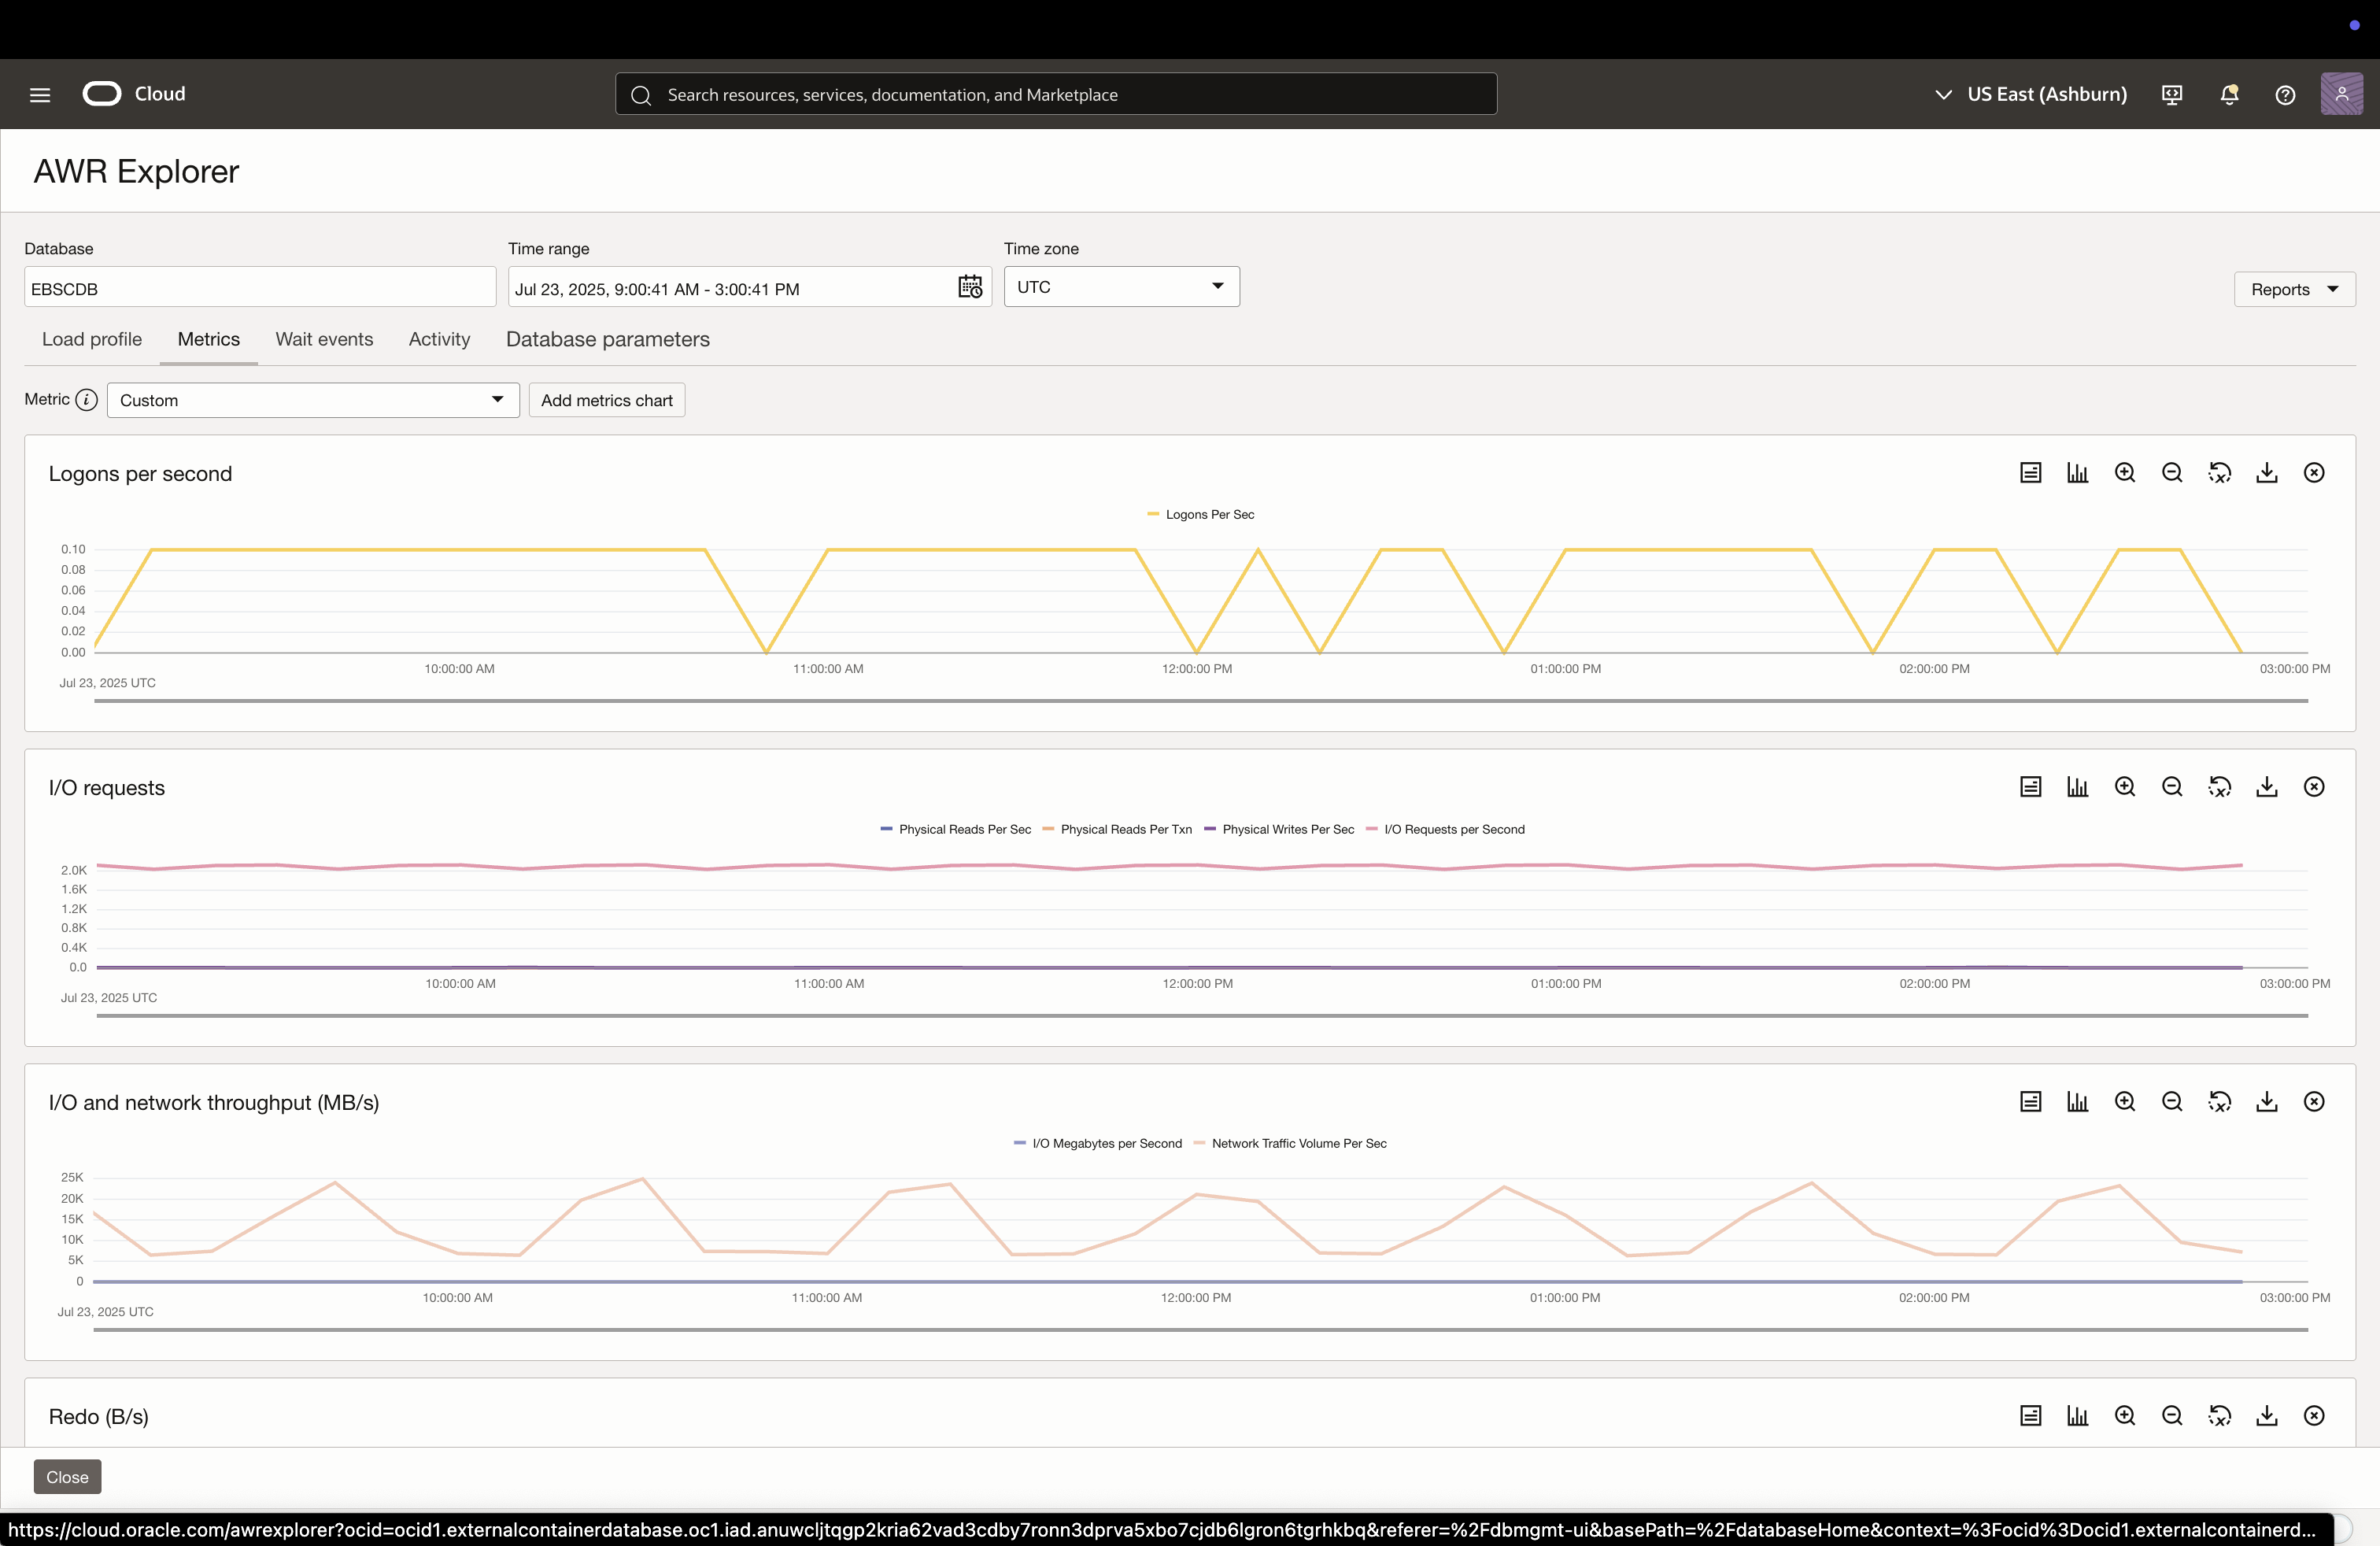 Cloud
Search resources, services, documentation, and Marketplace
US East (Ashburn)
AWR Explorer
Database
Time range
Time zone
EBSCDB
Jul 23, 2025, 9:00:41 AM - 3:00:41 PM
UTC
Reports
Load profile
Metrics
Wait events
Activity
Database parameters
Metric
Custom
Add metrics chart
Logons per second
Logons Per Sec
0.10
0.08
0.06
0.04
0.02
0.00
10:00:00 AM
11:00:00 AM
12:00:00 PM
01:00:00 PM
02:00:00 PM
03:00:00 PM
Jul 23, 2025 UTC
I/O requests
Physical Reads Per Sec
Physical Reads Per Txn
Physical Writes Per Sec
I/O Requests per Second
2.0K
1.6K
1.2K
0.8K
0.4K
0.0
10:00:00 AM
11:00:00 AM
12:00:00 PM
01:00:00 PM
02:00:00 PM
03:00:00 PM
Jul 23, 2025 UTC
I/O and network throughput (MB/s)
I/O Megabytes per Second
Network Traffic Volume Per Sec
25K
20K
15K
10K
5K
0
10:00:00 AM
11:00:00 AM
12:00:00 PM
01:00:00 PM
02:00:00 PM
03:00:00 PM
Jul 23, 2025 UTC
Redo (B/s)
Close
https://cloud.oracle.com/awrexplorer?ocid=ocid1.externalcontainerdatabase.oc1.iad.anuwcljtqgp2kria62vad3cdby7ronn3dprva5xbo7cjdb6lgron6tgrhkbq&referer=%2Fdbmgmt-ui&basePath=%2FdatabaseHome&context=%3Focid%3Docid1.externalcontainerd...